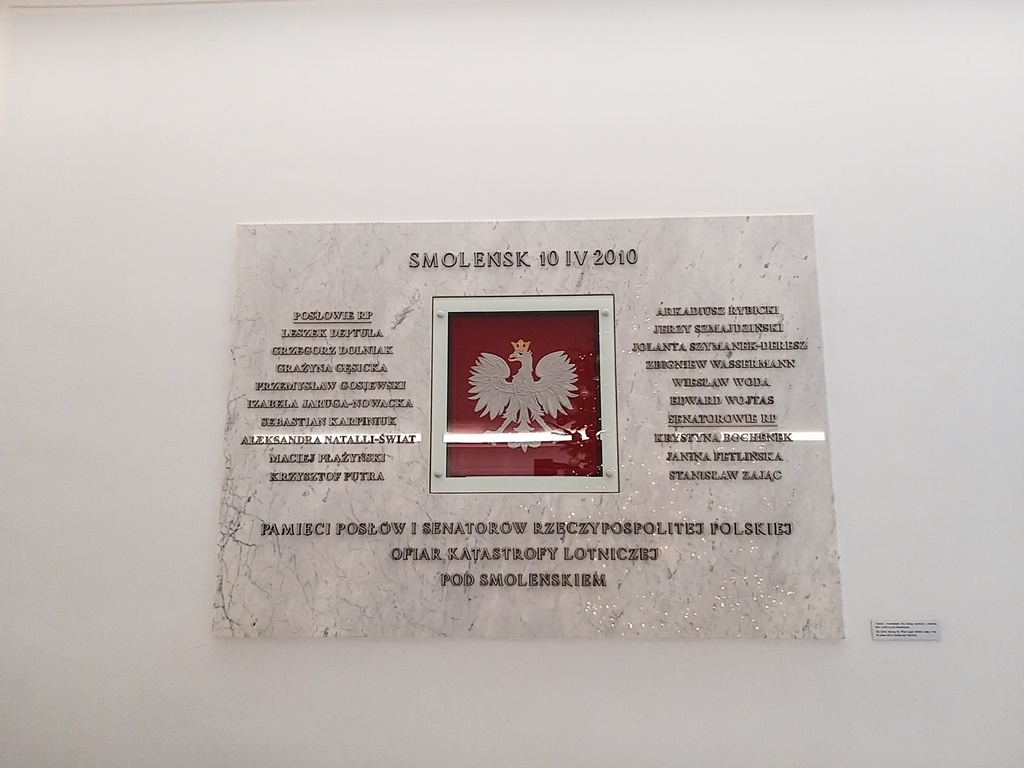 SMOLEŃSK 10 IV 2010
POSŁOWIE RP
LESZEK DEPTUŁA
GRZEGORZ DOLNIAK
GRAŻYNA GĘSICKA
PRZEMYSŁAW GOSIEWSKI
IZABELA JARUGA-NOWACKA
SEBASTIAN KARPINIUK
ALEKSANDRA NATALLI-ŚWIAT
MACIEJ PŁAŻYŃSKI
KRZYSZTOF PUTRA
ARKADIUSZ RYBICKI
JERZY SZMAJDZIŃSKI
JOLANTA SZYMANEK-DERESZ
ZBIGNIEW WASSERMANN
WIESŁAW WODA
EDWARD WOJTAS
SENATOROWIE RP
KRYSTYNA BOCHENEK
JANINA FETLIŃSKA
STANISŁAW ZAJĄC
PAMIĘCI POSŁÓW I SENATORÓW RZECZYPOSPOLITEJ POLSKIEJ
OFIAR KATASTROFY LOTNICZEJ
POD SMOLEŃSKIEM